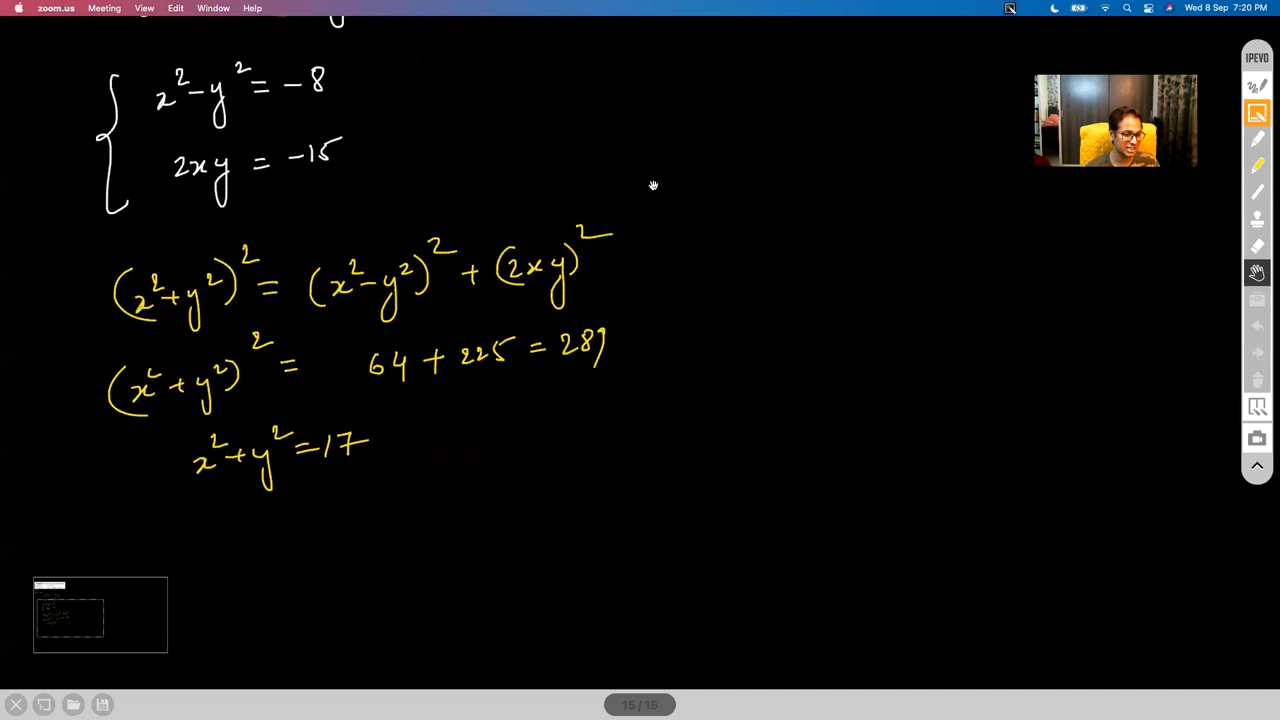 zoom.us Meeting View Edit Window Help Wed 8 Sep 7:20 PM
IPEVO
x² - y² = -8
2xy = -15
(x² + y²)² = (x² - y²)² + (2xy)²
(x² + y²)² = 64 + 225 = 289
x² + y² = 17
15 / 15